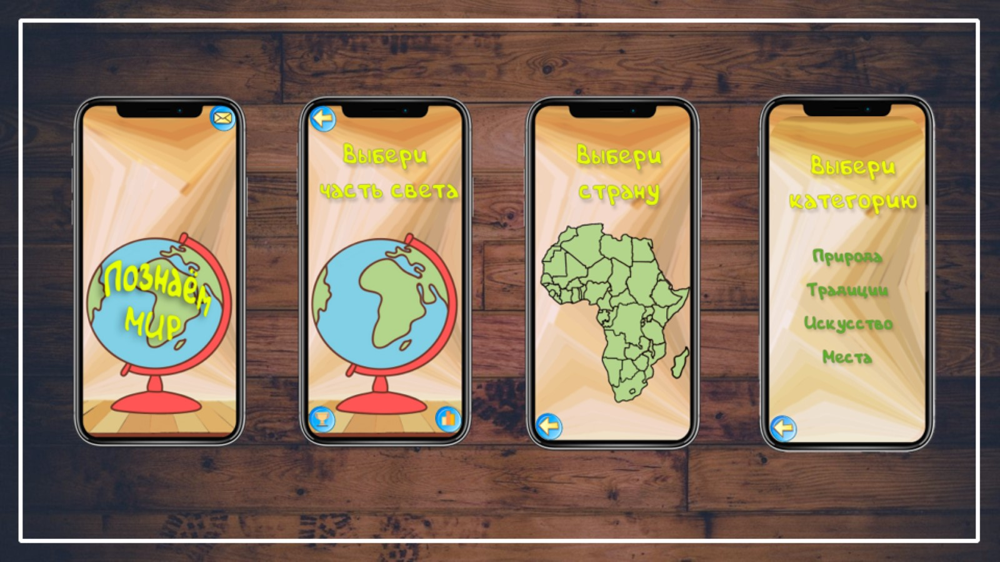 Познаём
мир
Выбери
часть света
Выбери
страну
Выбери
категорию
Природа
Традиции
Искусство
Места